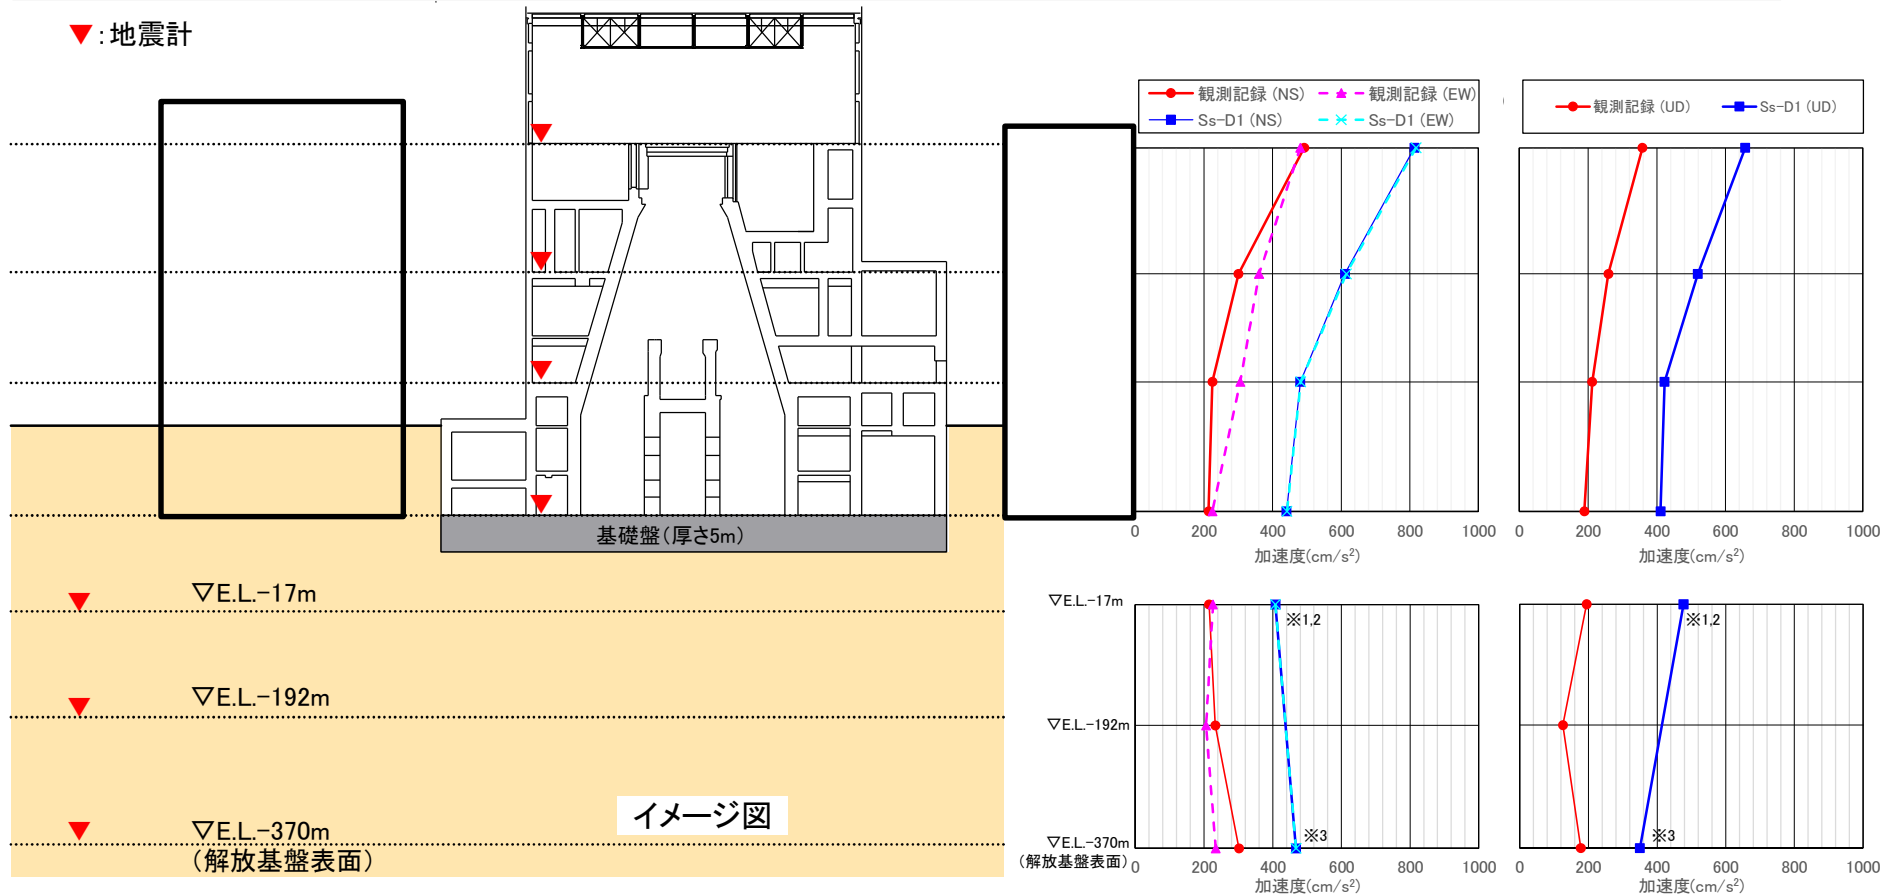 ▼:地震計
基礎盤(厚さ5m)
▽E.L.-17m
▽E.L.-192m
▽E.L.-370m
(解放基盤表面)
イメージ図
観測記録 (NS) 観測記録 (EW)
Ss-D1 (NS) Ss-D1 (EW)
0 200 400 600 800 1000
加速度(cm/s²)
観測記録 (UD) Ss-D1 (UD)
0 200 400 600 800 1000
加速度(cm/s²)
▽E.L.-17m
※1,2
▽E.L.-192m
※3
▽E.L.-370m
(解放基盤表面)
0 200 400 600 800 1000
加速度(cm/s²)
※1,2
※3
0 200 400 600 800 1000
加速度(cm/s²)